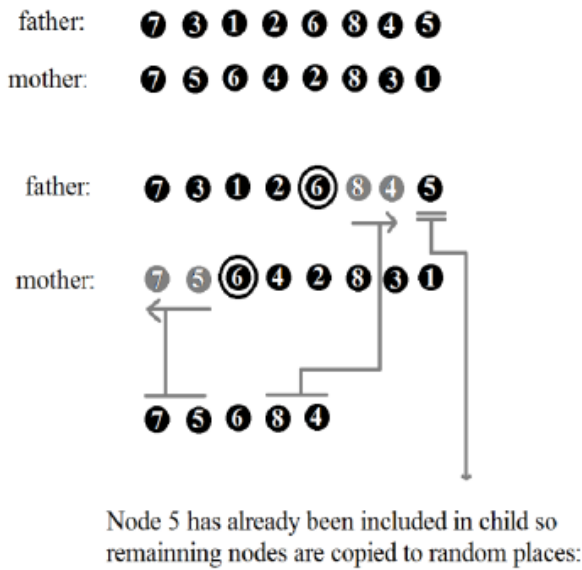 father: 7 3 1 2 6 8 4 5
mother: 7 5 6 4 2 8 3 1
father: 7 3 1 2 6 8 4 5
mother: 7 5 6 4 2 8 3 1
7 5 6 8 4
Node 5 has already been included in child so
remainning nodes are copied to random places: